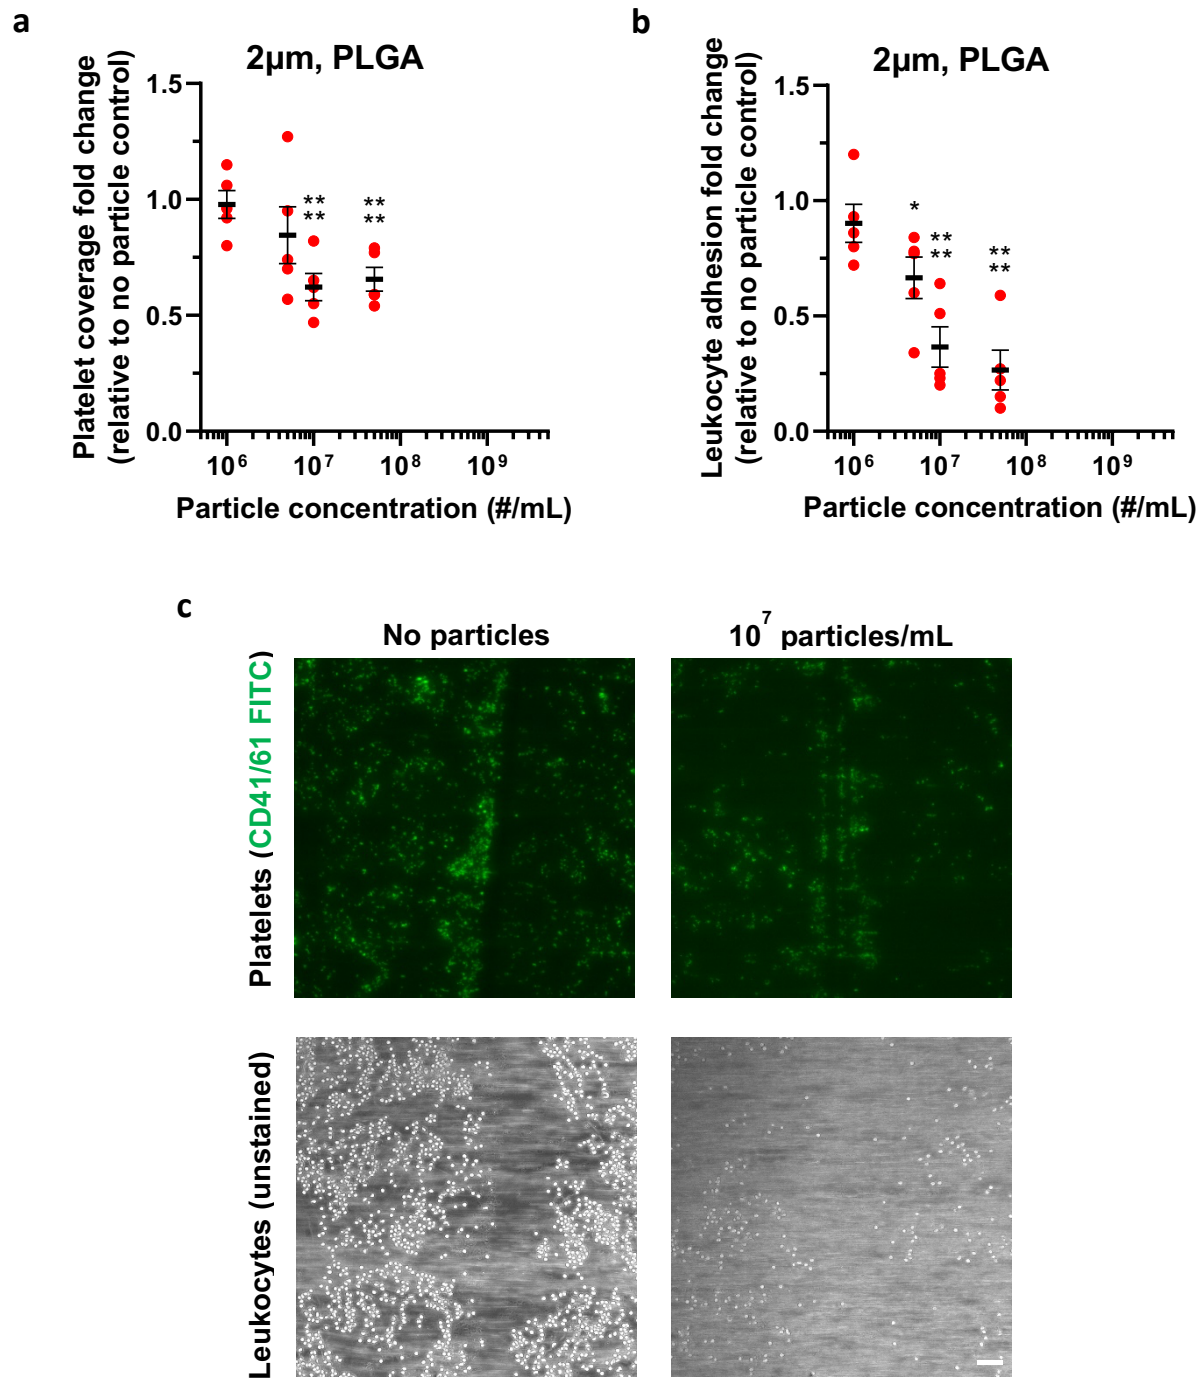 a
2µm, PLGA
Platelet coverage fold change
(relative to no particle control)
1.5
1.0
0.5
0.0
**
**
**
**
10⁶
10⁷
10⁸
10⁹
Particle concentration (#/mL)
b
2µm, PLGA
Leukocyte adhesion fold change
(relative to no particle control)
1.5
1.0
0.5
0.0
*
**
**
**
**
10⁶
10⁷
10⁸
10⁹
Particle concentration (#/mL)
c
No particles
10⁷ particles/mL
Platelets (CD41/61 FITC)
Leukocytes (unstained)